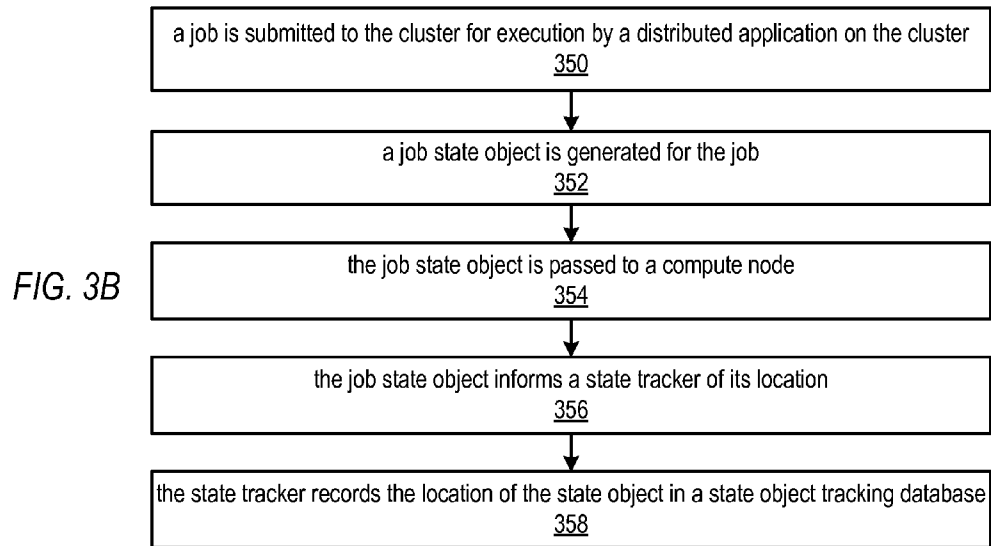 a job is submitted to the cluster for execution by a distributed application on the cluster
350
a job state object is generated for the job
352
the job state object is passed to a compute node
354
FIG. 3B
the job state object informs a state tracker of its location
356
the state tracker records the location of the state object in a state object tracking database
358